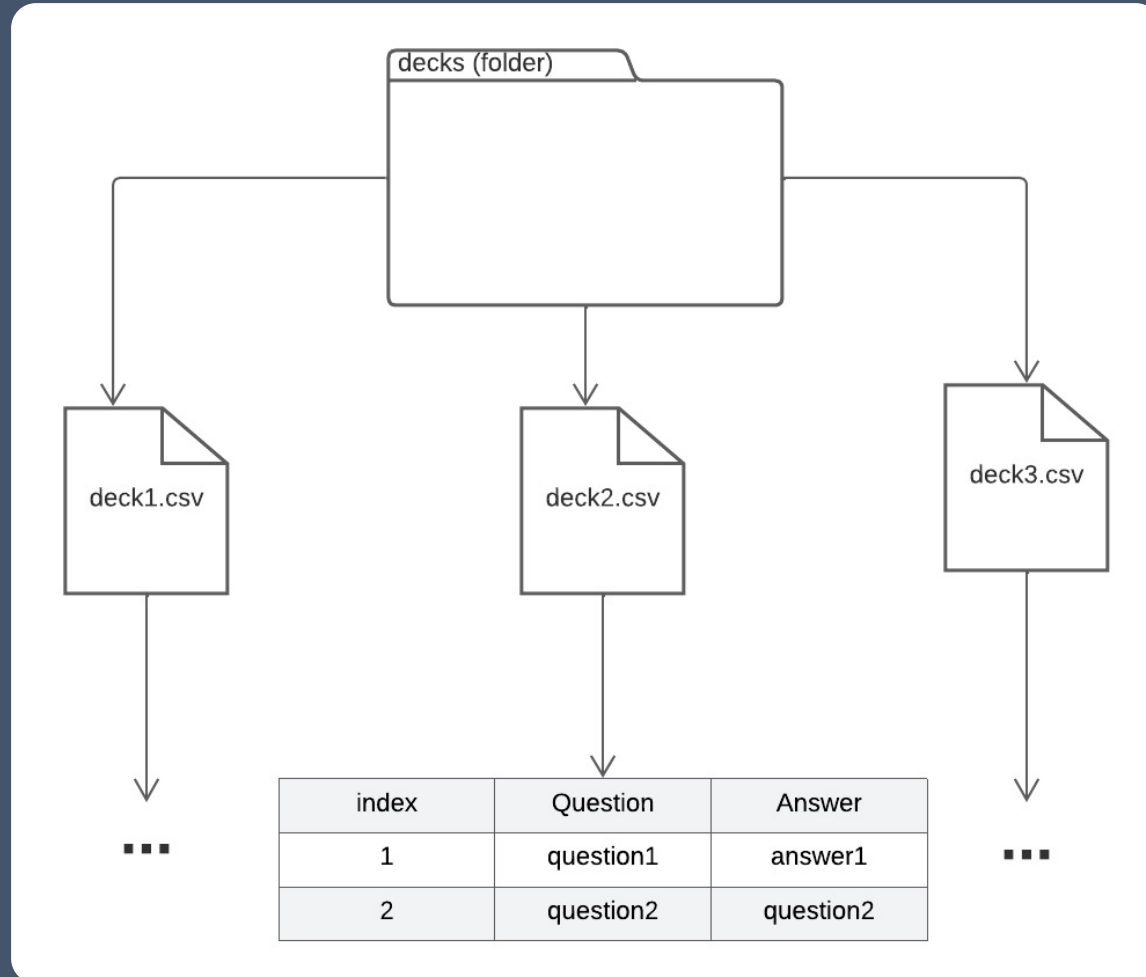 decks (folder)
deck1.csv
deck2.csv
deck3.csv
index Question Answer
1 question1 answer1
2 question2 question2
... ...